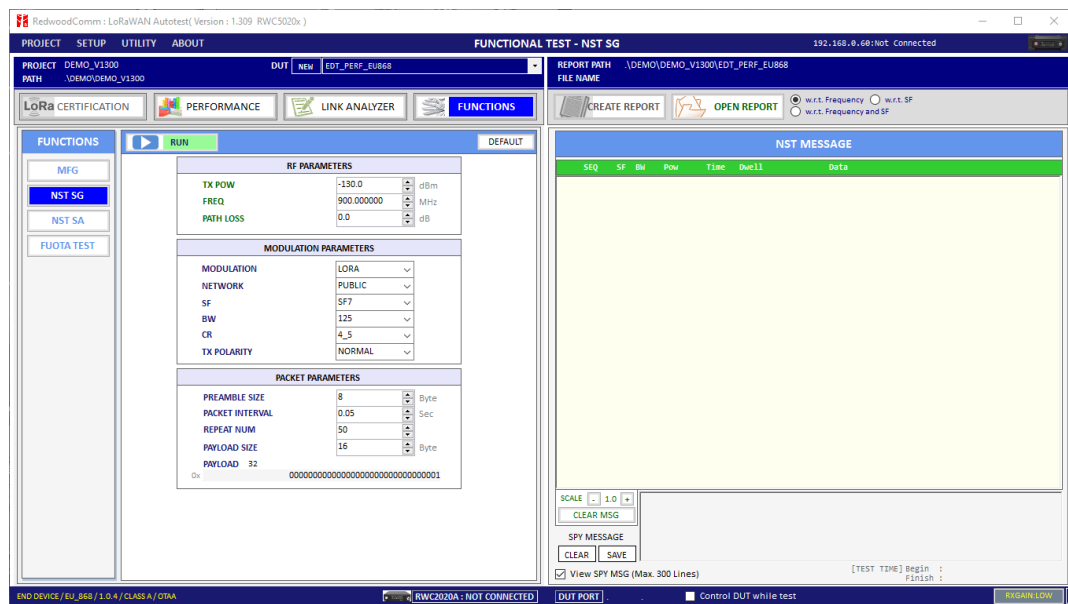 RedwoodComm : LoRaWAN Autotest( Version : 1.309 RWC5020x )
PROJECT SETUP UTILITY ABOUT
FUNCTIONAL TEST - NST SG
192.168.0.60:Not Connected
PROJECT DEMO_V1300
DUT NEW EDT_PERF_EU868
PATH .\DEMO\DEMO_V1300
REPORT PATH .\DEMO\DEMO_V1300\EDT_PERF_EU868
FILE NAME
LoRa CERTIFICATION
PERFORMANCE
LINK ANALYZER
FUNCTIONS
CREATE REPORT
OPEN REPORT
w.r.t. Frequency w.r.t. SF
w.r.t. Frequency and SF
FUNCTIONS
MFG
NST SG
NST SA
FUOTA TEST
RUN
DEFAULT
RF PARAMETERS
TX POW -130.0 dBm
FREQ 900.000000 MHz
PATH LOSS 0.0 dB
MODULATION PARAMETERS
MODULATION LORA
NETWORK PUBLIC
SF SF7
BW 125
CR 4_5
TX POLARITY NORMAL
PACKET PARAMETERS
PREAMBLE SIZE 8 Byte
PACKET INTERVAL 0.05 Sec
REPEAT NUM 50
PAYLOAD SIZE 16 Byte
PAYLOAD 32
0x 00000000000000000000000000000001
NST MESSAGE
SEQ SF BW Pow Time Dwell Data
SCALE - 1.0 +
CLEAR MSG
SPY MESSAGE
CLEAR SAVE
View SPY MSG (Max. 300 Lines)
[TEST TIME] Begin :
Finish :
END DEVICE / EU_868 / 1.0.4 / CLASS A / OTAA
RWC2020A : NOT CONNECTED
DUT PORT . .
Control DUT while test
RXGAIN:LOW